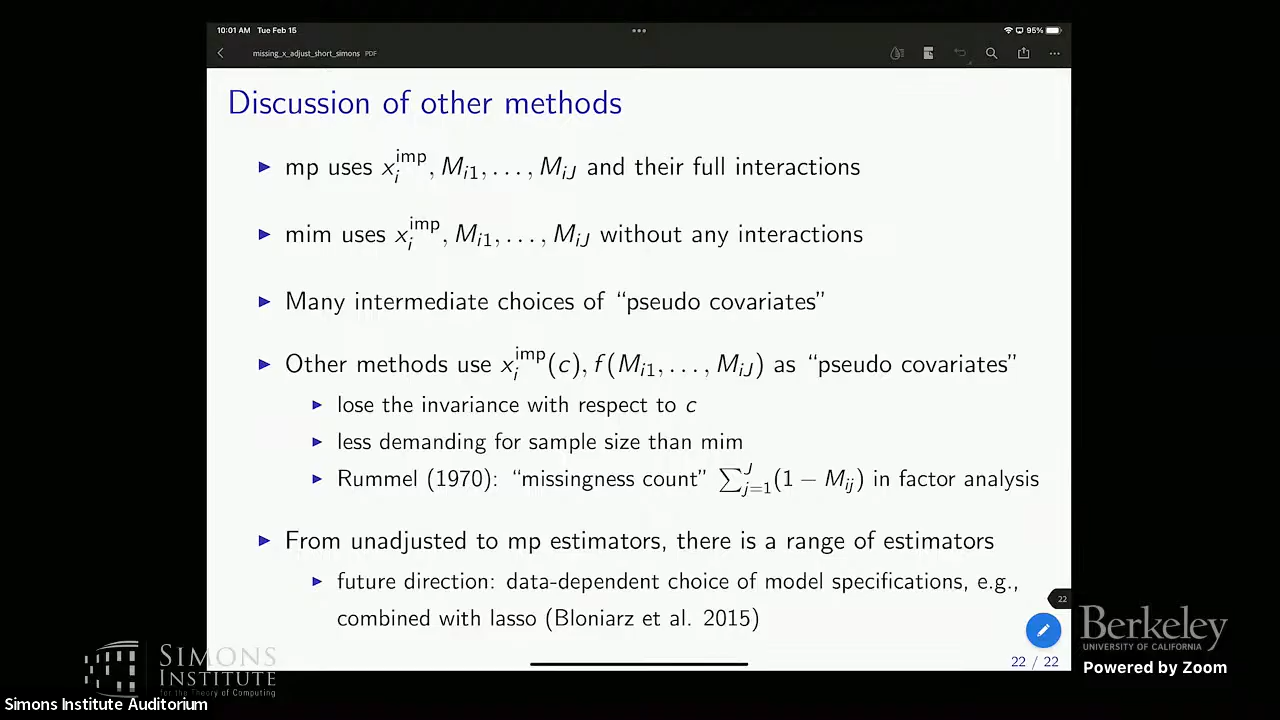 10:01 AM Tue Feb 15
95%
missing_x_adjust_short_simons PDF
Discussion of other methods
▶ mp uses x_i^imp, M_i1, . . . , M_iJ and their full interactions
▶ mim uses x_i^imp, M_i1, . . . , M_iJ without any interactions
▶ Many intermediate choices of “pseudo covariates”
▶ Other methods use x_i^imp(c), f(M_i1, . . . , M_iJ) as “pseudo covariates”
▶ lose the invariance with respect to c
▶ less demanding for sample size than mim
▶ Rummel (1970): “missingness count” ∑_{j=1}^J (1 − M_ij) in factor analysis
▶ From unadjusted to mp estimators, there is a range of estimators
▶ future direction: data-dependent choice of model specifications, e.g.,
combined with lasso (Bloniarz et al. 2015)
22
22 / 22
SIMONS
INSTITUTE
for the Theory of Computing
Berkeley
UNIVERSITY OF CALIFORNIA
Powered by Zoom
Simons Institute Auditorium